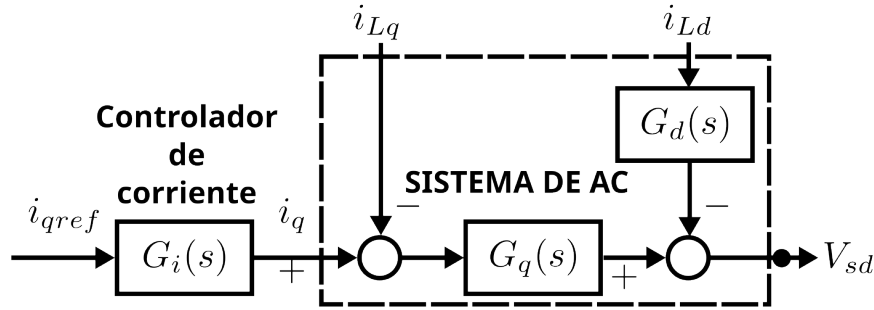 i_{Lq}
i_{Ld}
Controlador
de
corriente
G_d(s)
SISTEMA DE AC
−
−
i_{qref}
i_q
G_i(s)
+
G_q(s)
+
V_{sd}